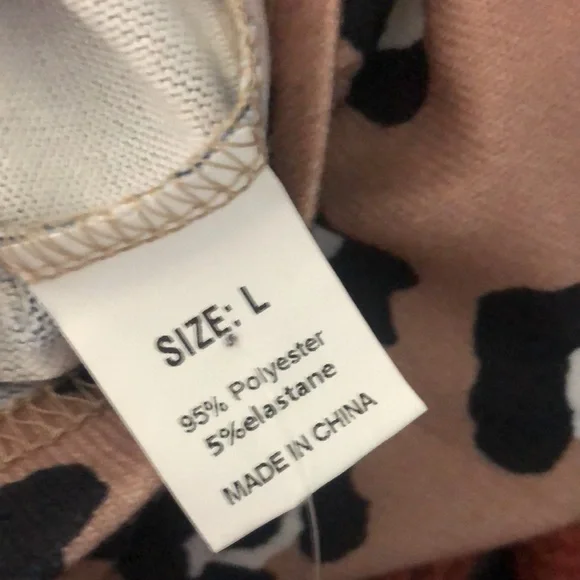 SIZE: L
95% Polyester
5%elastane
MADE IN CHINA